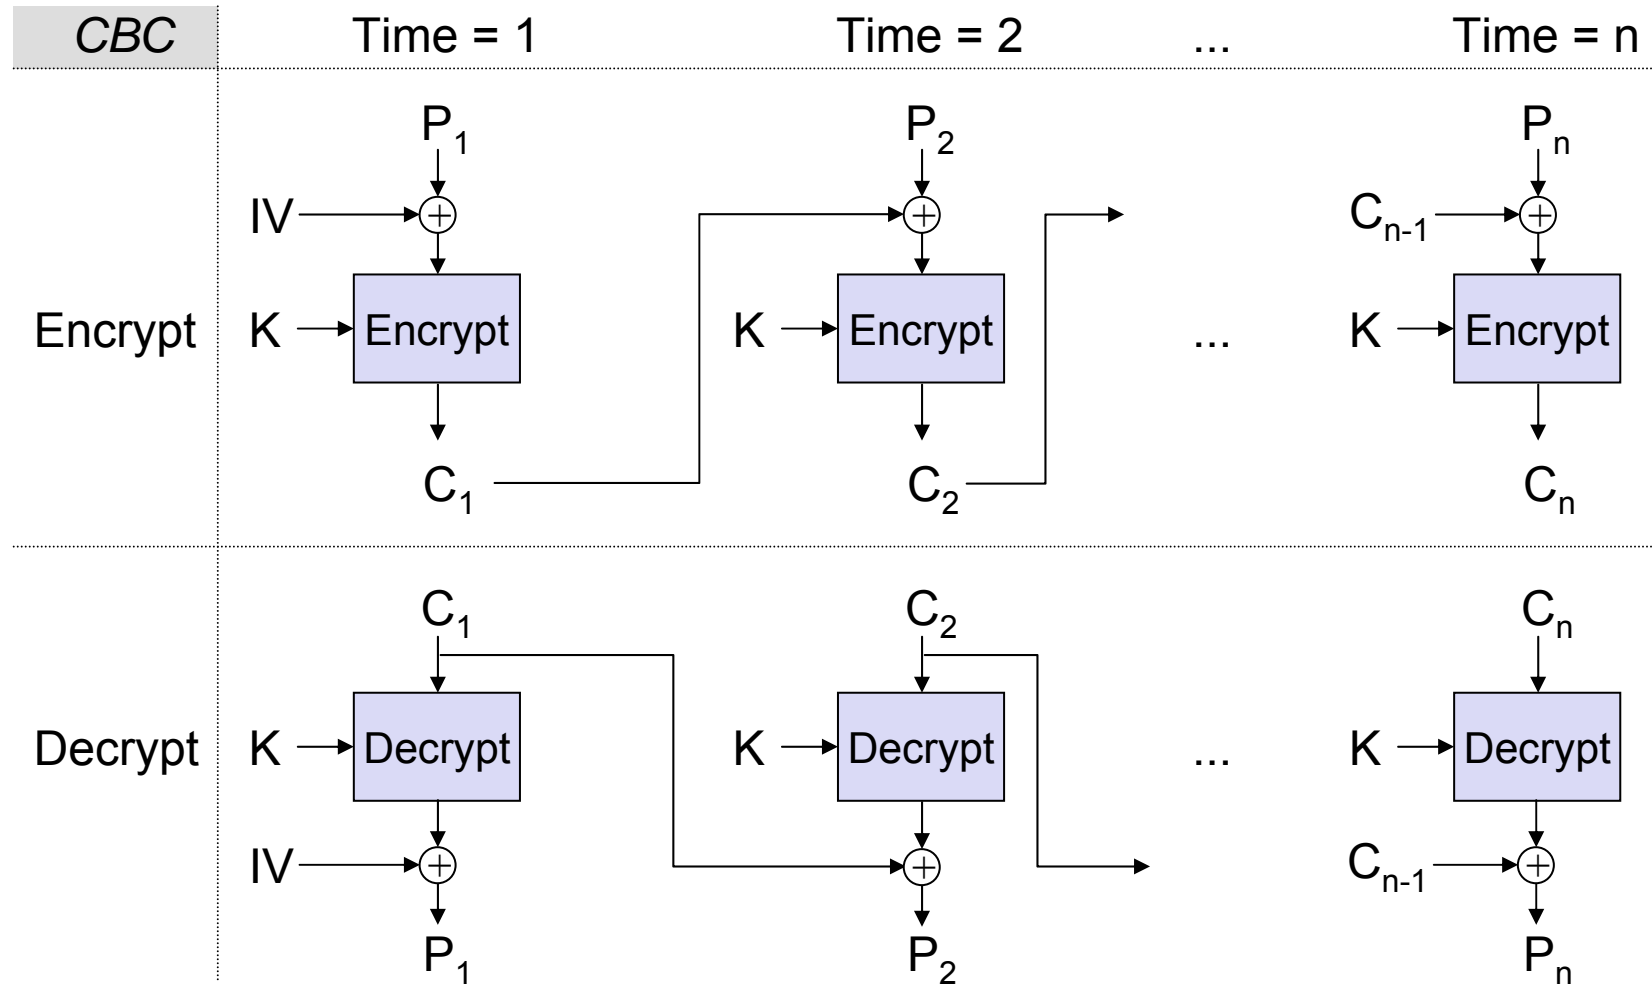 CBC Time = 1 Time = 2 ... Time = n
P1 P2 Pn
IV Cn-1
Encrypt K Encrypt K Encrypt ... K Encrypt
C1 C2 Cn
C1 C2 Cn
Decrypt K Decrypt K Decrypt ... K Decrypt
IV Cn-1
P1 P2 Pn